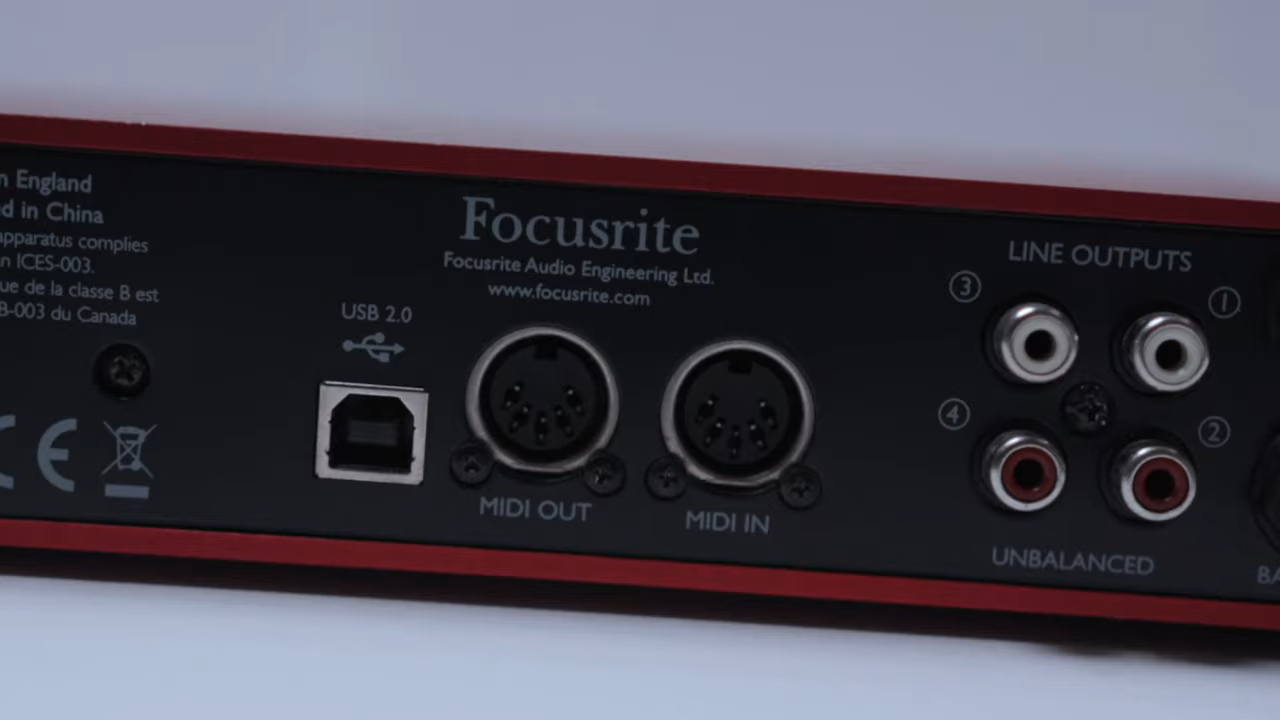 n England
d in China
apparatus complies
n ICES-003.
ue de la classe B est
B-003 du Canada
CE
USB 2.0
Focusrite
Focusrite Audio Engineering Ltd.
www.focusrite.com
MIDI OUT
MIDI IN
LINE OUTPUTS
3
1
4
2
UNBALANCED
BA